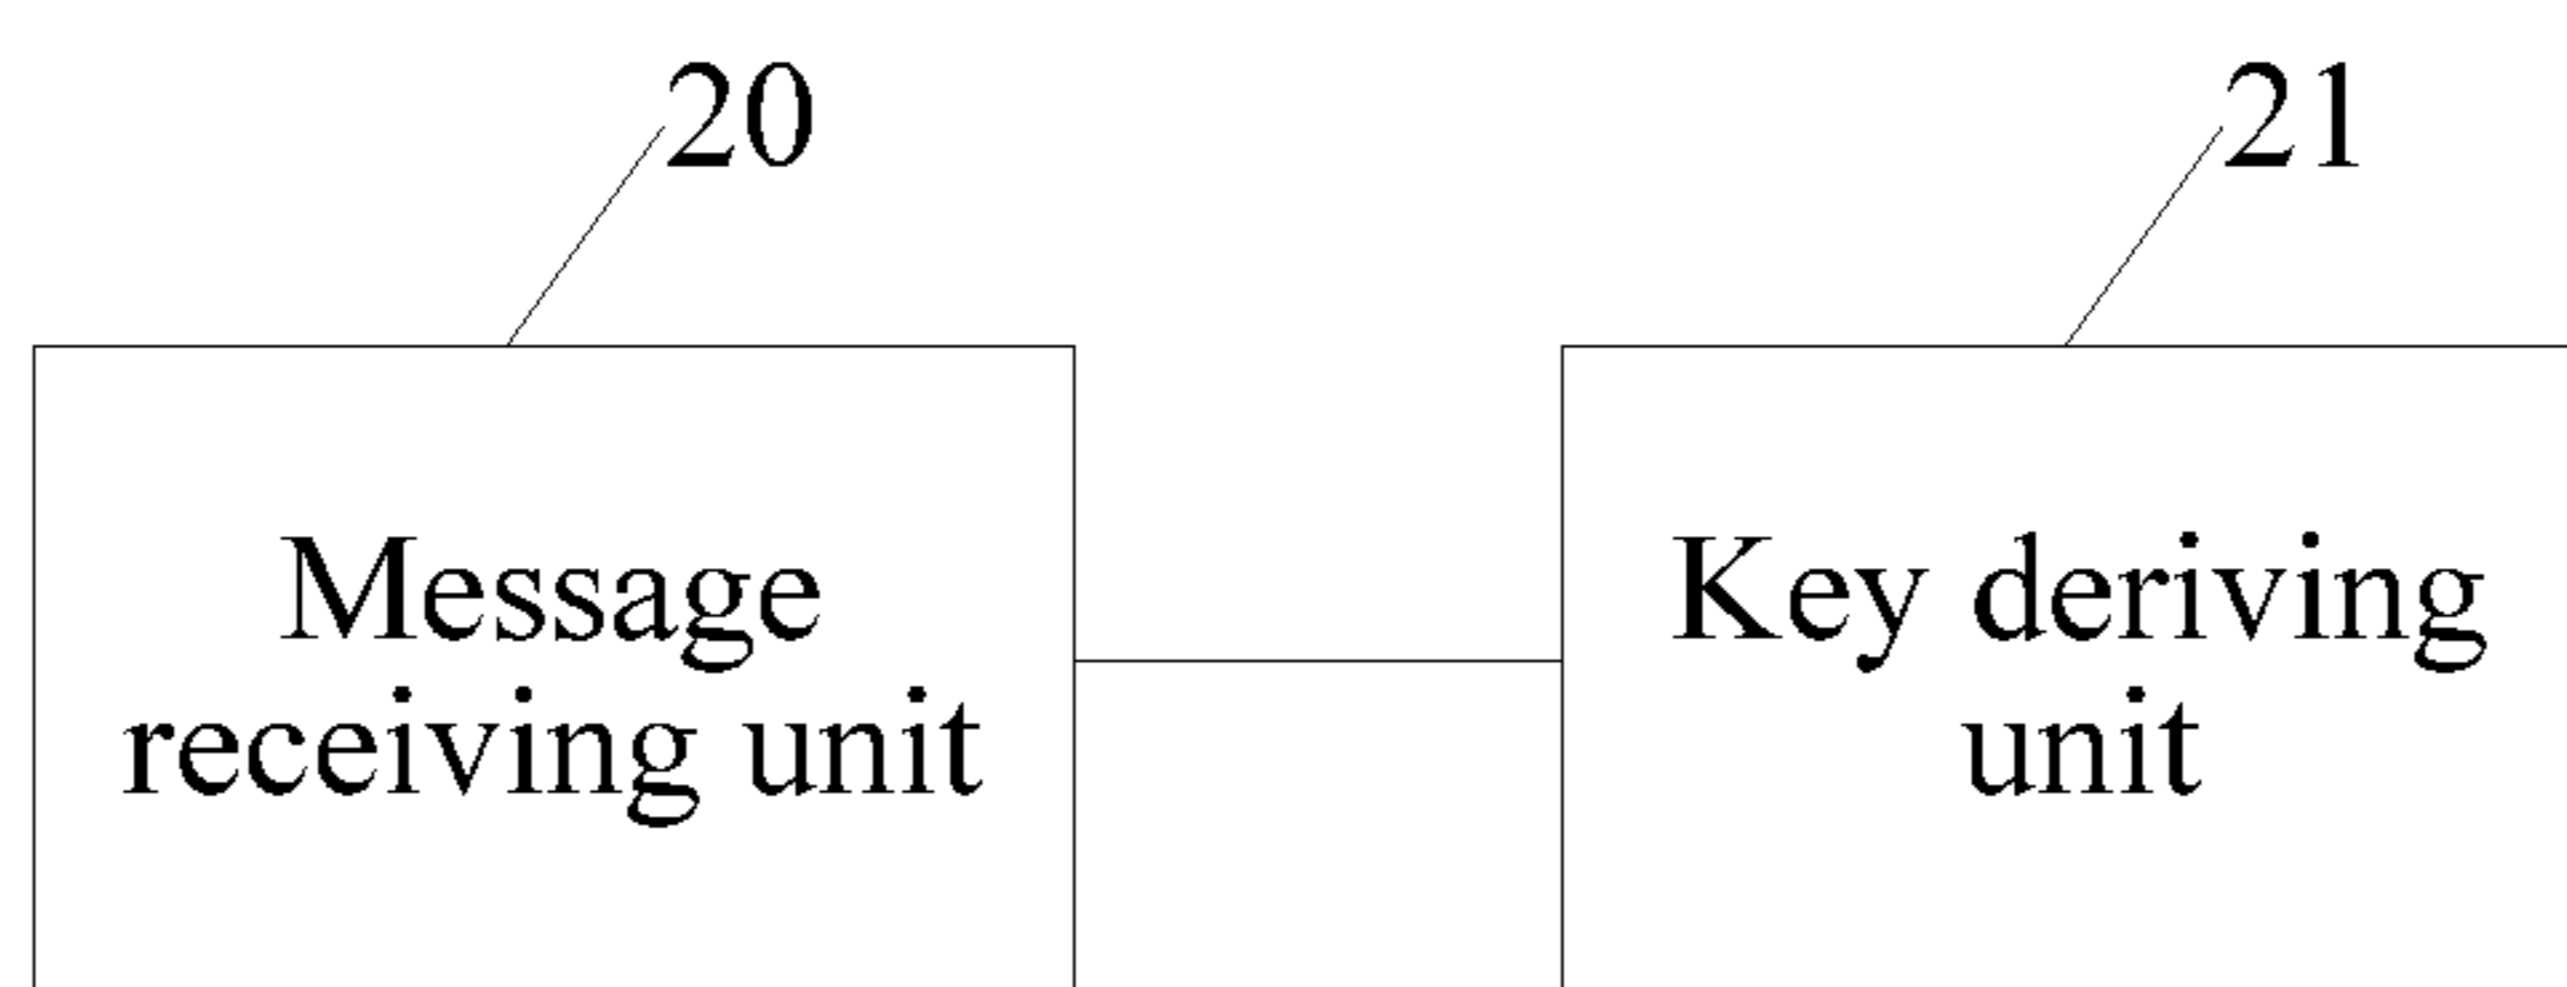 20
21
Message
receiving unit
Key deriving
unit